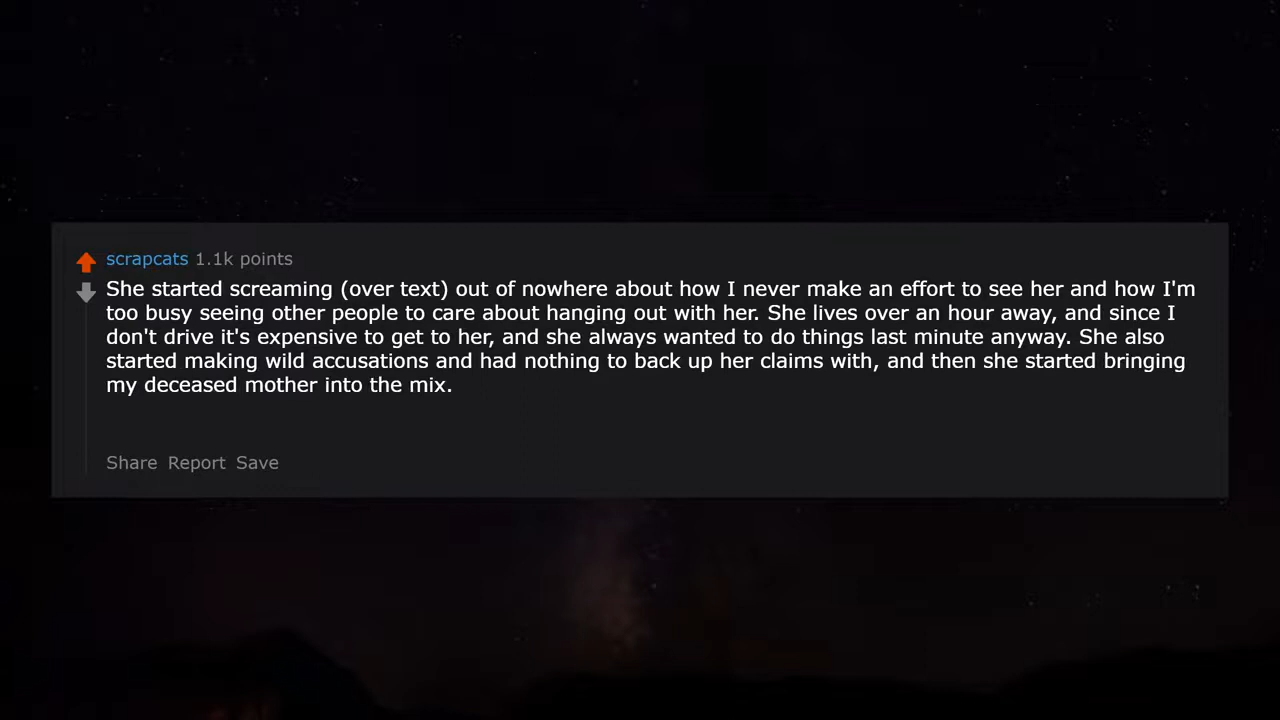 scrapcats 1.1k points
She started screaming (over text) out of nowhere about how I never make an effort to see her and how I'm
too busy seeing other people to care about hanging out with her. She lives over an hour away, and since I
don't drive it's expensive to get to her, and she always wanted to do things last minute anyway. She also
started making wild accusations and had nothing to back up her claims with, and then she started bringing
my deceased mother into the mix.
Share Report Save